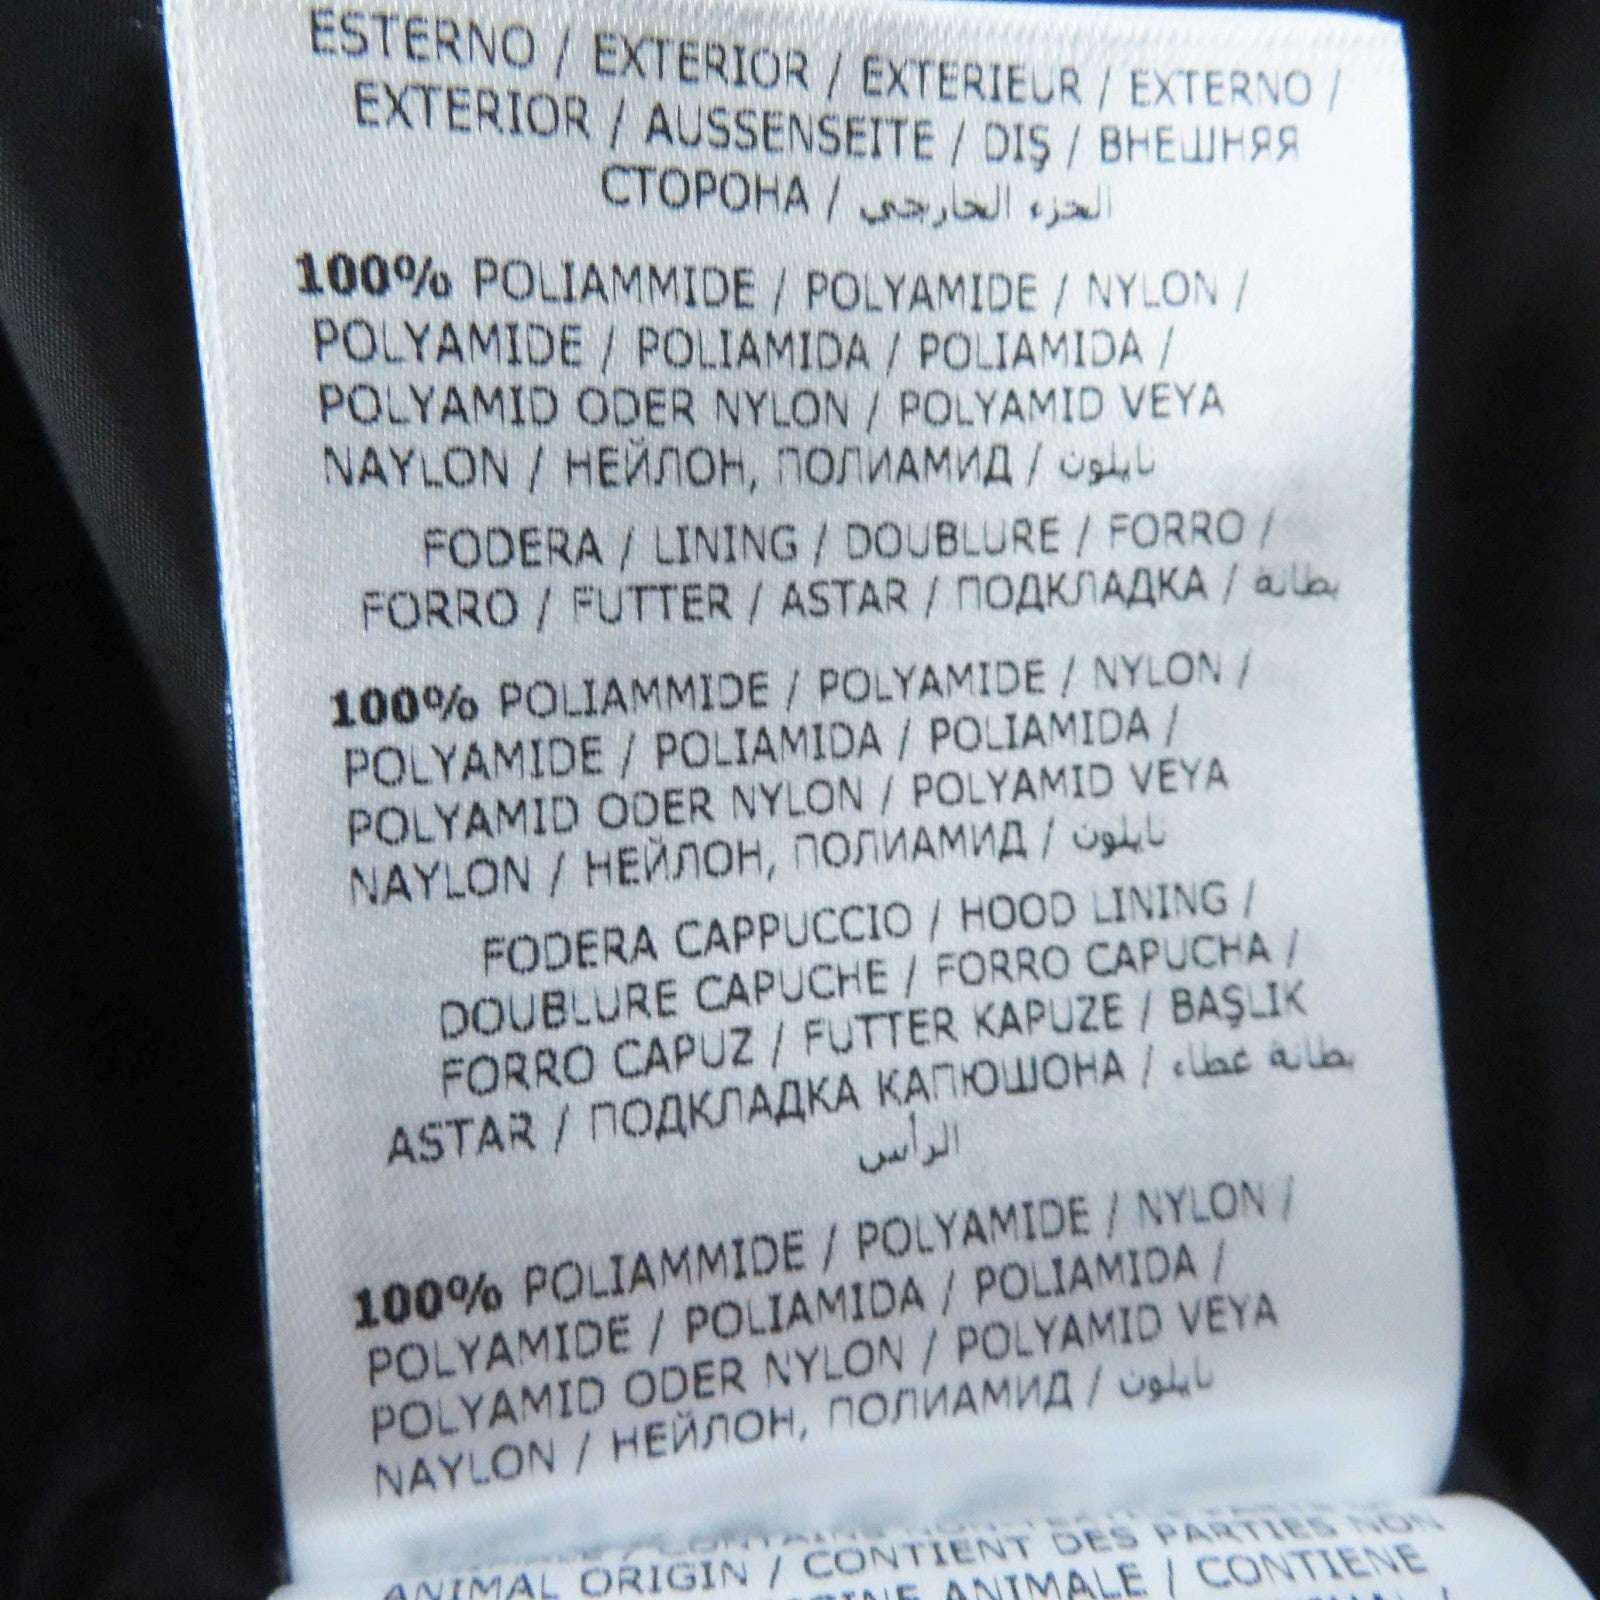 ESTERNO / EXTERIOR / EXTERIEUR / EXTERNO /
EXTERIOR / AUSSENSEITE / DIŞ / ВНЕШНЯЯ
СТОРОНА / الجزء الخارجي
100% POLIAMMIDE / POLYAMIDE / NYLON /
POLYAMIDE / POLIAMIDA / POLIAMIDA /
POLYAMID ODER NYLON / POLYAMID VEYA
NAYLON / НЕЙЛОН, ПОЛИАМИД / نايلون
FODERA / LINING / DOUBLURE / FORRO /
FORRO / FUTTER / ASTAR / ПОДКЛАДКА / بطانة
100% POLIAMMIDE / POLYAMIDE / NYLON /
POLYAMIDE / POLIAMIDA / POLIAMIDA /
POLYAMID ODER NYLON / POLYAMID VEYA
NAYLON / НЕЙЛОН, ПОЛИАМИД / نايلون
FODERA CAPPUCCIO / HOOD LINING /
DOUBLURE CAPUCHE / FORRO CAPUCHA /
FORRO CAPUZ / FUTTER KAPUZE / BAŞLIK
ASTAR / ПОДКЛАДКА КАПЮШОНА / بطانة غطاء
الرأس
100% POLIAMMIDE / POLYAMIDE / NYLON /
POLYAMIDE / POLIAMIDA / POLIAMIDA /
POLYAMID ODER NYLON / POLYAMID VEYA
NAYLON / НЕЙЛОН, ПОЛИАМИД / نايلون
ANIMAL ORIGIN / CONTIENT DES PARTIES NON
ANIMALE / CONTIENE